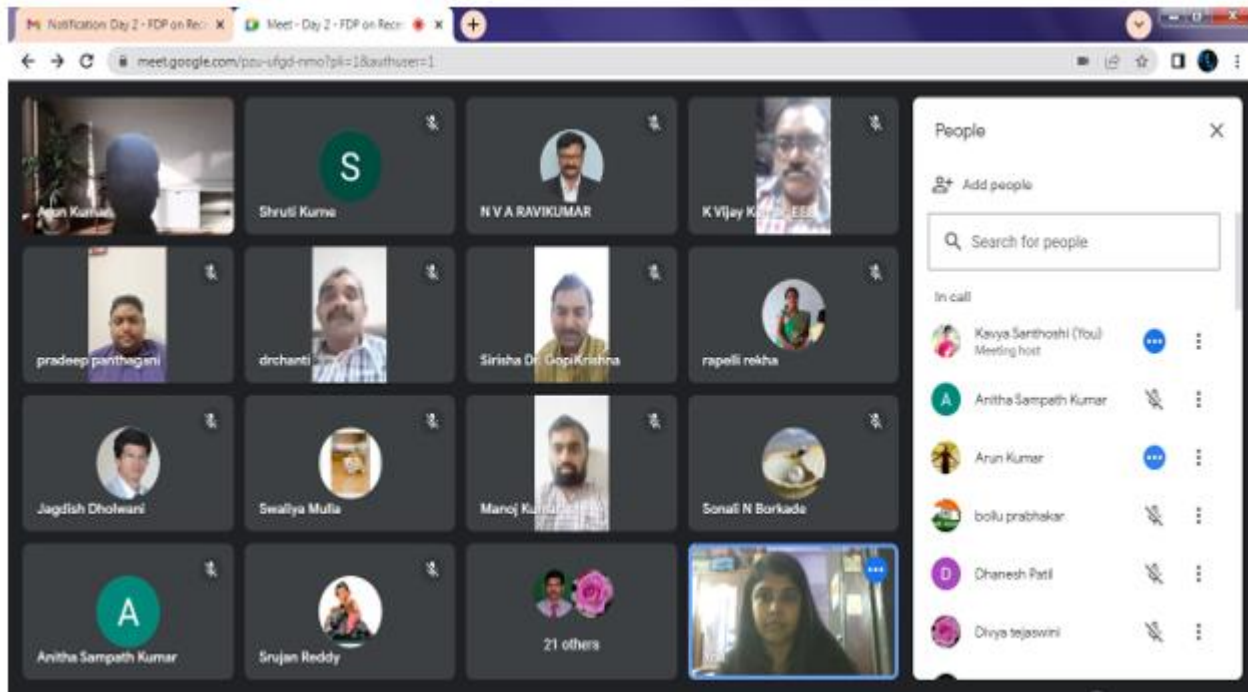 Notification: Day 2 - FDP on Rec
Meet - Day 2 - FDP on Recen
meet.google.com/pzu-ufgd-nmo?pli=1&authuser=1
Arun Kumar
S
Shruti Kurne
N V A RAVIKUMAR
K Vijay
pradeep panthagani
drchanti
Sirisha Dr. GopiKrishna
rapelli rekha
Jagdish Dholwani
Swaliya Mulla
Manoj
Sonali N Borkade
A
Anitha Sampath Kumar
Srujan Reddy
21 others
People
Add people
Search for people
In call
Kavya Santhoshi (You)
Meeting host
A
Anitha Sampath Kumar
Arun Kumar
bollu prabhakar
D
Dhanesh Patil
Divya tejaswini